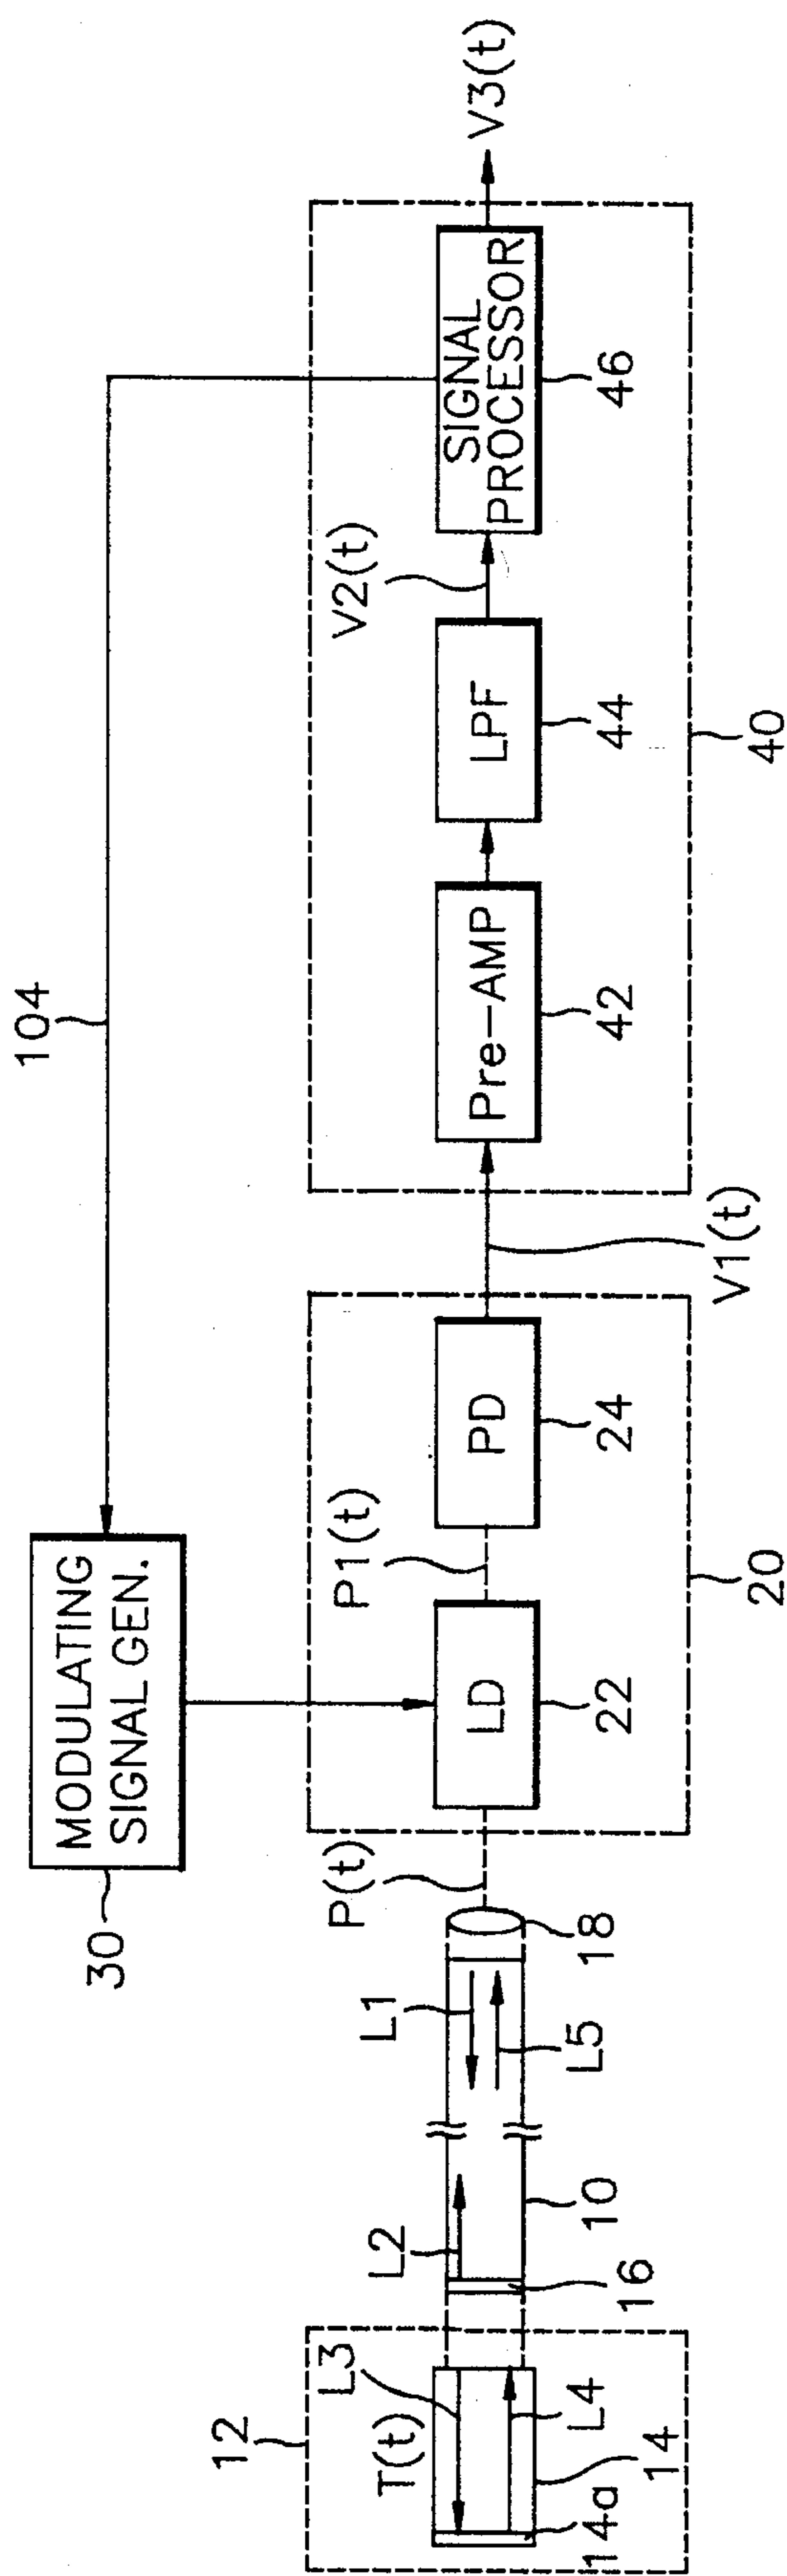 12
L3
T(t)
L4
14
14a
L2
16
10
L1
L5
P(t)
18
30
MODULATING
SIGNAL GEN.
LD
22
P1(t)
PD
24
20
V1(t)
104
Pre-AMP
42
LPF
44
V2(t)
SIGNAL
PROCESSOR
46
40
V3(t)